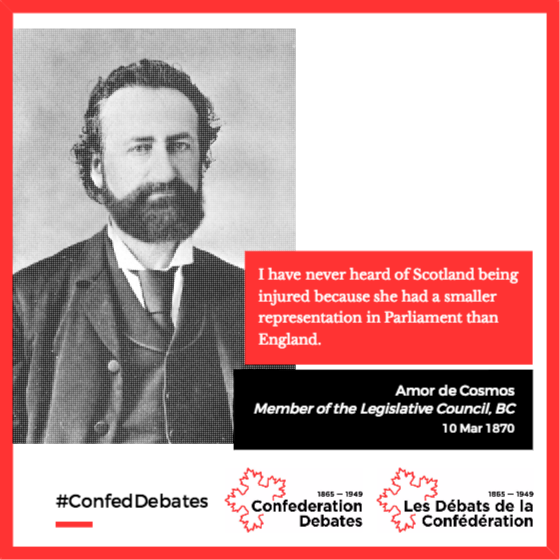 I have never heard of Scotland being
injured because she had a smaller
representation in Parliament than
England.
Amor de Cosmos
Member of the Legislative Council, BC
10 Mar 1870
#ConfedDebates
1865 — 1949
Confederation
Debates
1865 — 1949
Les Débats de la
Confédération